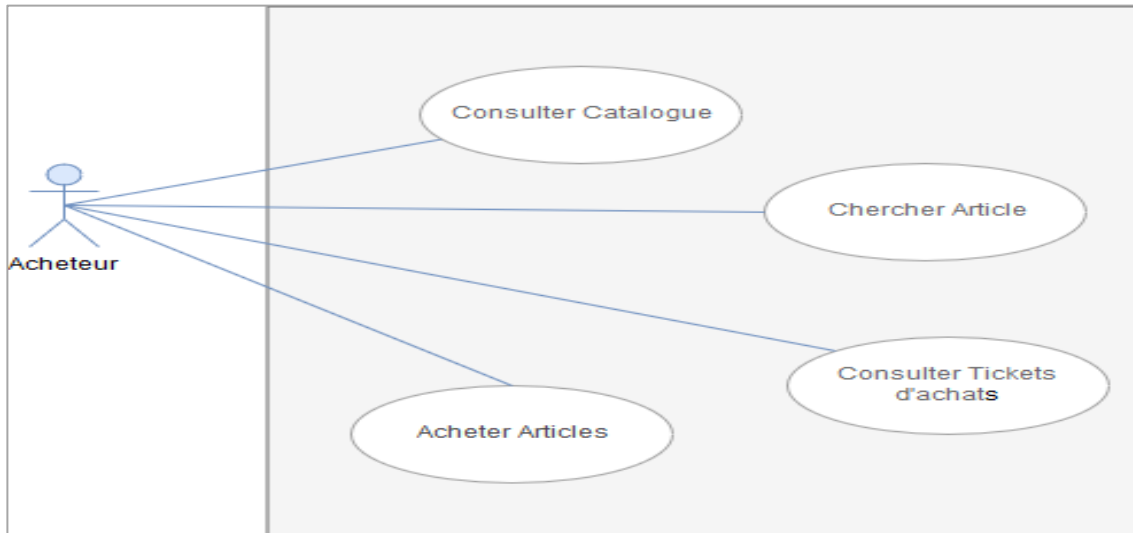 Consulter Catalogue
Chercher Article
Acheteur
Consulter Tickets
d'achats
Acheter Articles